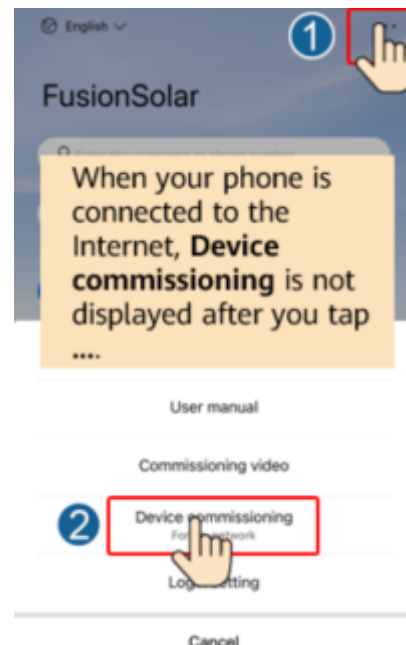 English
1
FusionSolar
When your phone is
connected to the
Internet, Device
commissioning is not
displayed after you tap
....
User manual
Commissioning video
2
Device commissioning
Login setting
Cancel